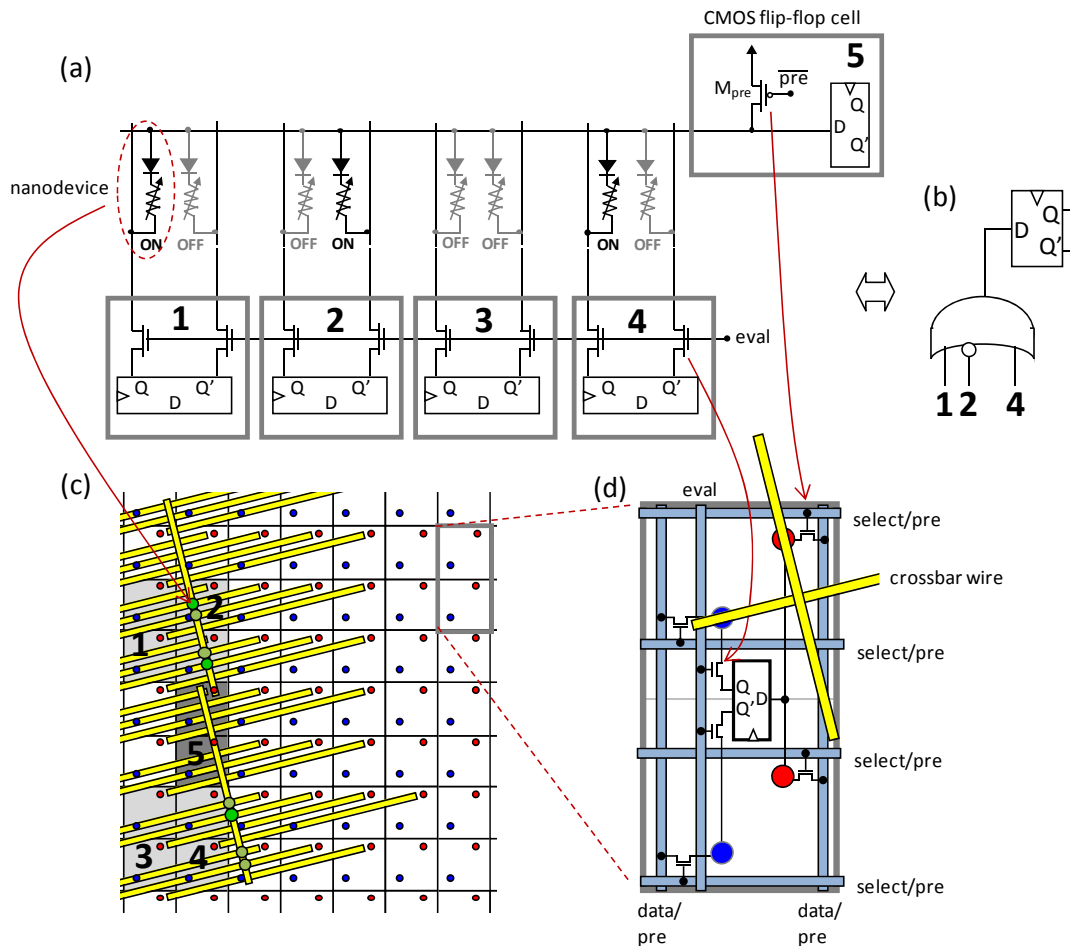 CMOS flip-flop cell
(a)
5
pre
Mpre
Q
D
Q'
nanodevice
ON OFF OFF ON OFF OFF ON OFF
(b)
Q
D
Q'
1 2 3 4
eval
Q Q' Q Q' Q Q' Q Q'
D D D D
1 2 4
(c)
(d)
eval
select/pre
crossbar wire
2
1
select/pre
Q
Q' D
5
select/pre
3 4
select/pre
data/ data/
pre pre